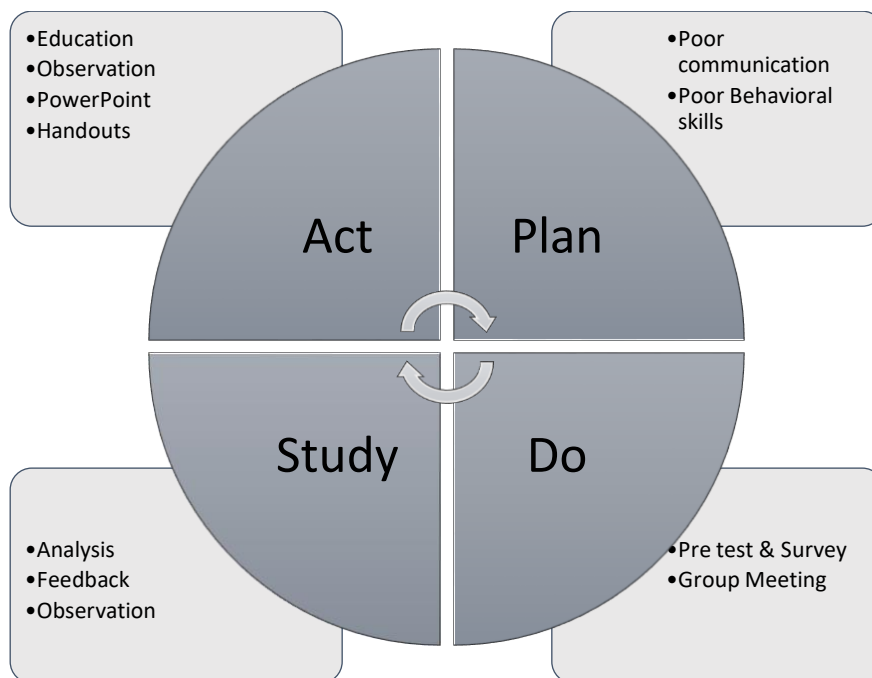 •Education
•Observation
•PowerPoint
•Handouts
•Poor
communication
•Poor Behavioral
skills
Act
Plan
Study
Do
•Analysis
•Feedback
•Observation
•Pre test & Survey
•Group Meeting